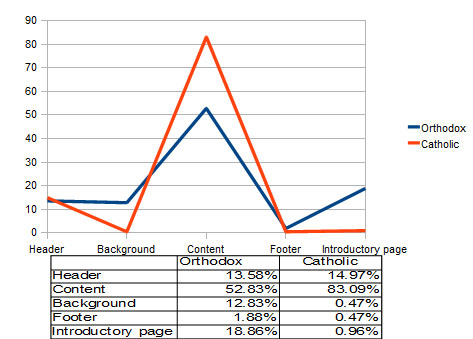 90
80
70
60
50
40
30
20
10
0
Orthodox
Catholic
Header Background Content Footer Introductory page
Orthodox Catholic
Header 13.58% 14.97%
Content 52.83% 83.09%
Background 12.83% 0.47%
Footer 1.88% 0.47%
Introductory page 18.86% 0.96%